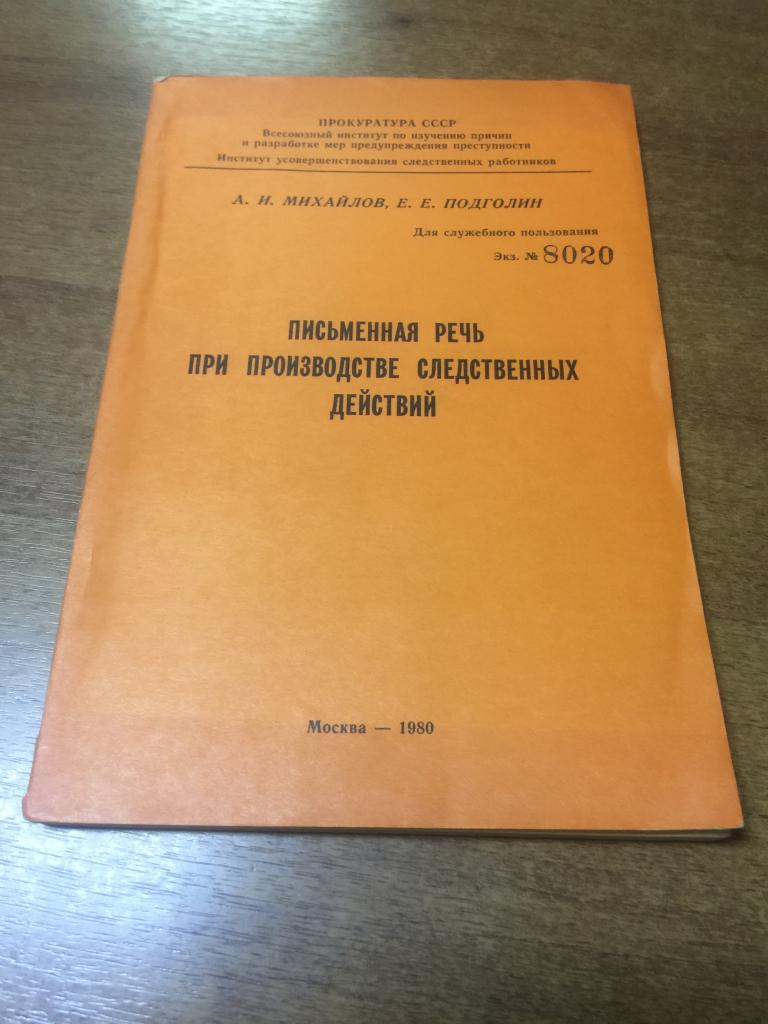 ПРОКУРАТУРА СССР
Всесоюзный институт по изучению причин
и разработке мер предупреждения преступности
Институт усовершенствования следственных работников
А. И. МИХАЙЛОВ, Е. Е. ПОДГОЛИН
Для служебного пользования
Экз. № 8020
ПИСЬМЕННАЯ РЕЧЬ
ПРИ ПРОИЗВОДСТВЕ СЛЕДСТВЕННЫХ
ДЕЙСТВИЙ
Москва — 1980